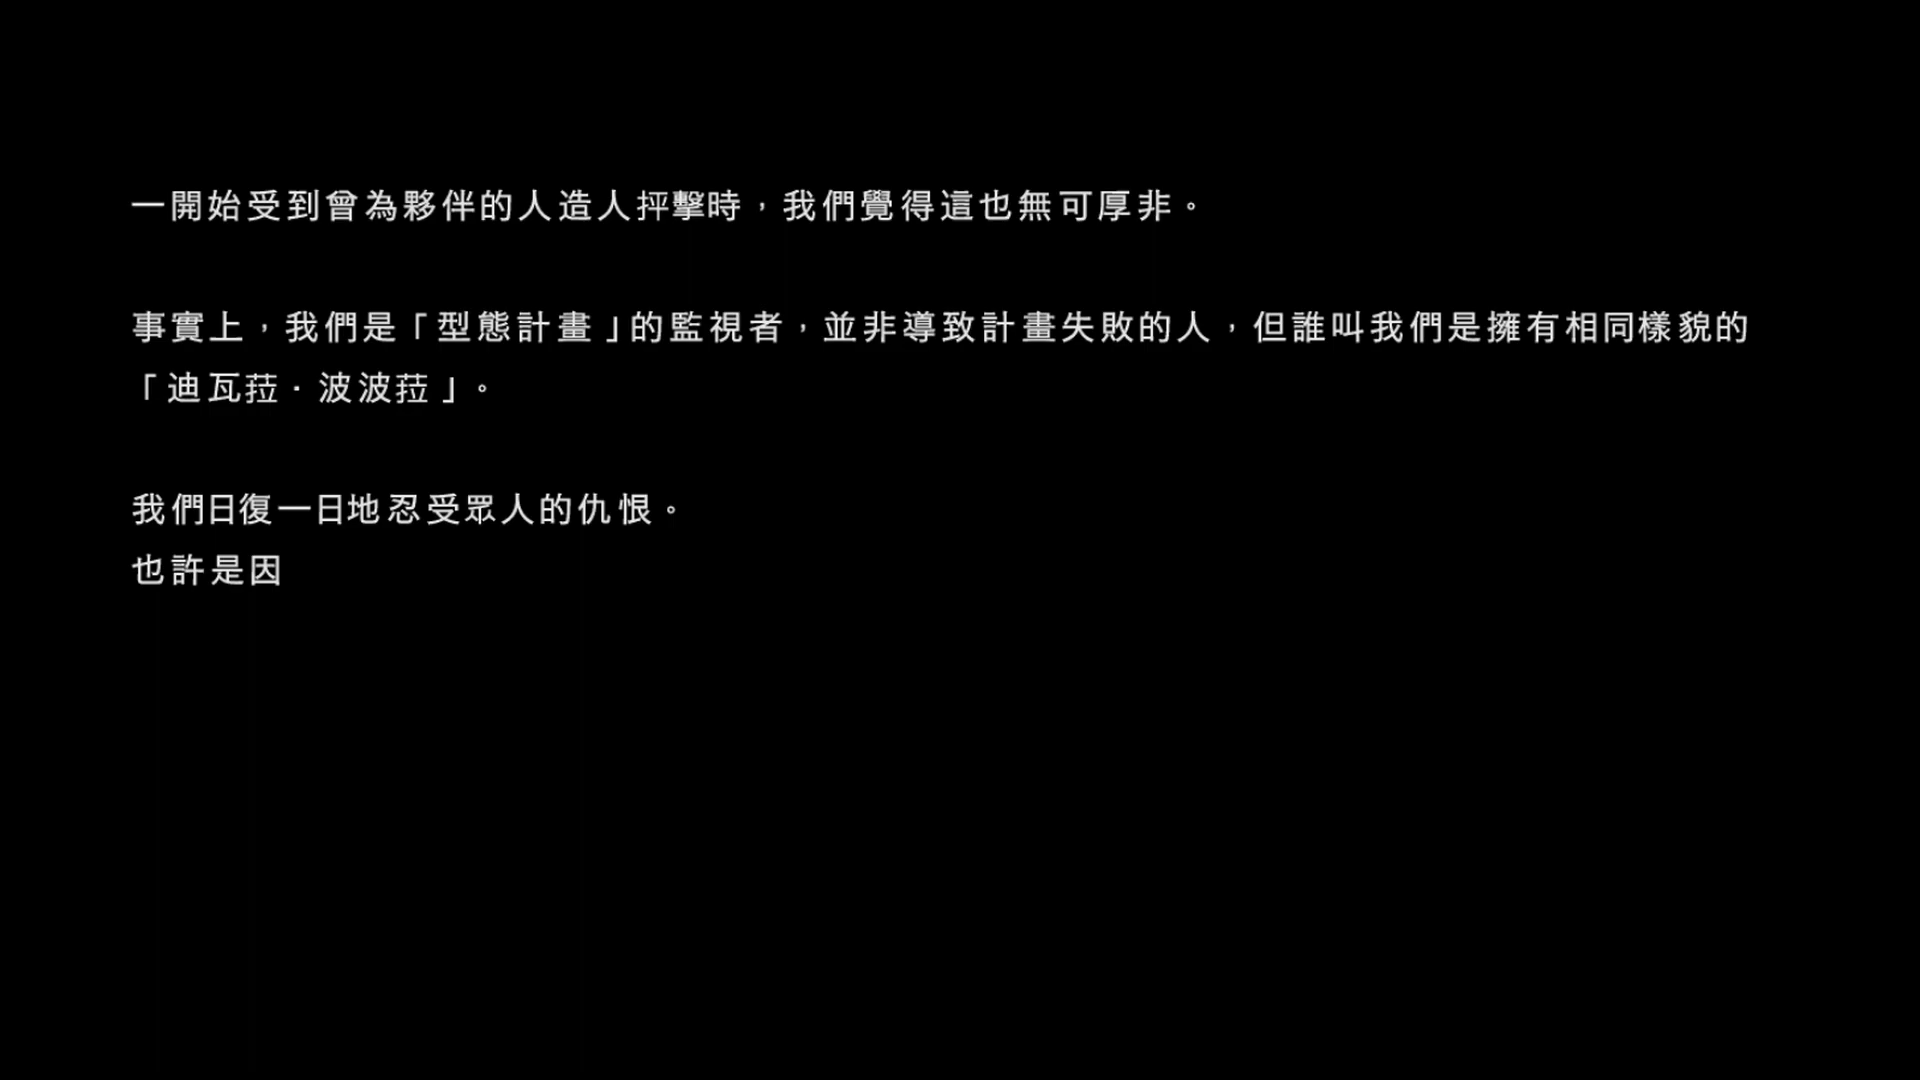 一開始受到曾為夥伴的人造人抨擊時，我們覺得這也無可厚非。
事實上，我們是「型態計畫」的監視者，並非導致計畫失敗的人，但誰叫我們是擁有相同樣貌的
「迪瓦菈．波波菈」。
我們日復一日地忍受眾人的仇恨。
也許是因